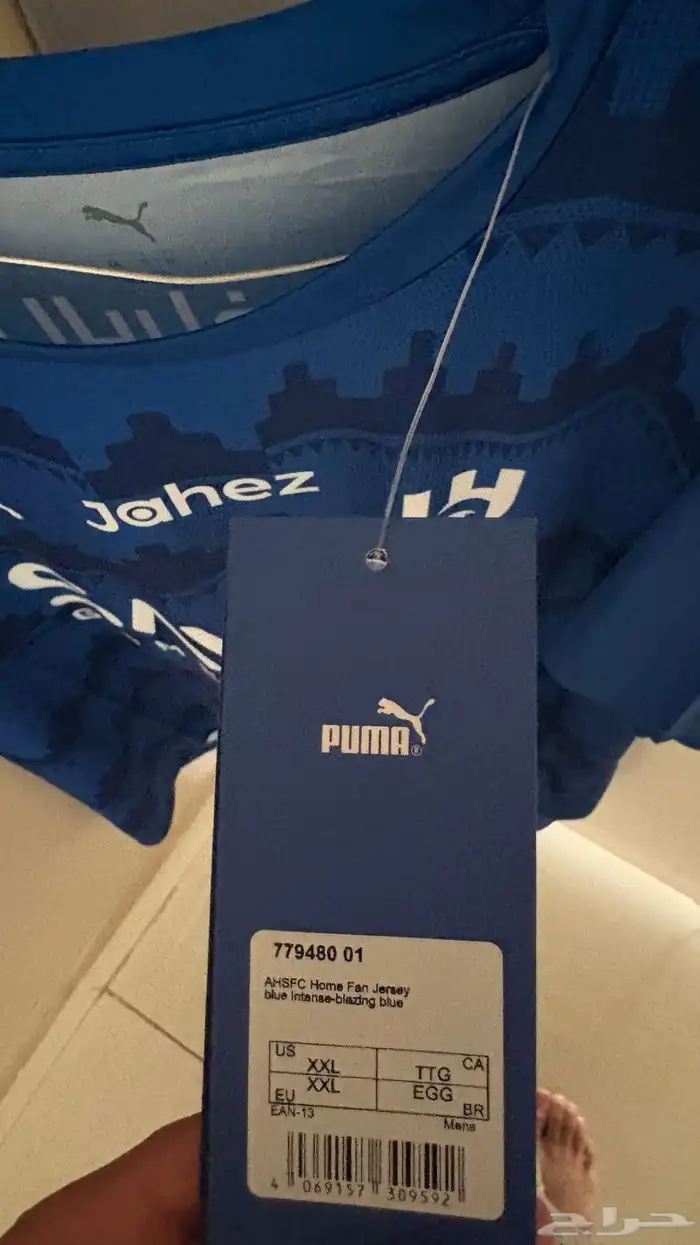 Jahez
PUMA®
779480 01
AHSFC Home Fan Jersey
blue intense-blazing blue
US XXL TTG CA
EU XXL EGG BR
EAN-13
Mens
4 069157 309592
حراج